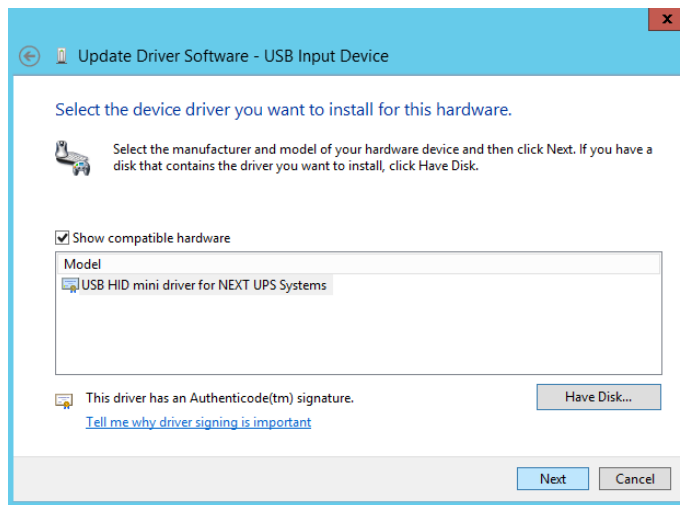 x
Update Driver Software - USB Input Device
Select the device driver you want to install for this hardware.
Select the manufacturer and model of your hardware device and then click Next. If you have a
disk that contains the driver you want to install, click Have Disk.
Show compatible hardware
Model
USB HID mini driver for NEXT UPS Systems
This driver has an Authenticode(tm) signature.
Have Disk...
Tell me why driver signing is important
Next
Cancel